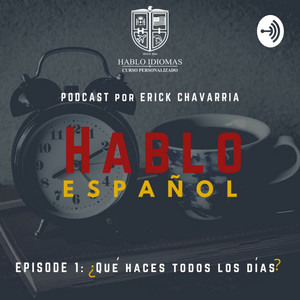 HABLO IDIOMAS
CURSO PERSONALIZADO
PODCAST por ERICK CHAVARRIA
HABLO
ESPAÑOL
EPISODE 1: ¿QUÉ HACES TODOS LOS DÍAS?